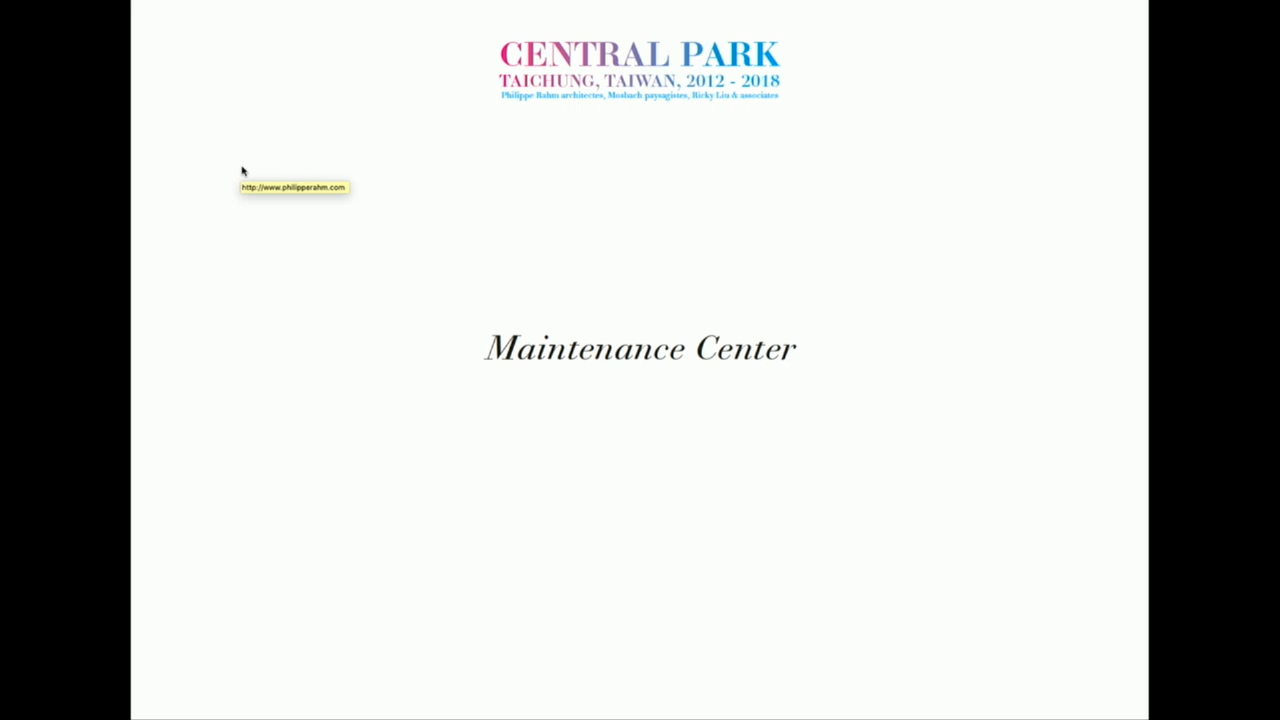 CENTRAL PARK
TAICHUNG, TAIWAN, 2012 - 2018
Philippe Rahm architectes, Mosbach paysagistes, Ricky Liu & associates
http://www.philipperahm.com
Maintenance Center